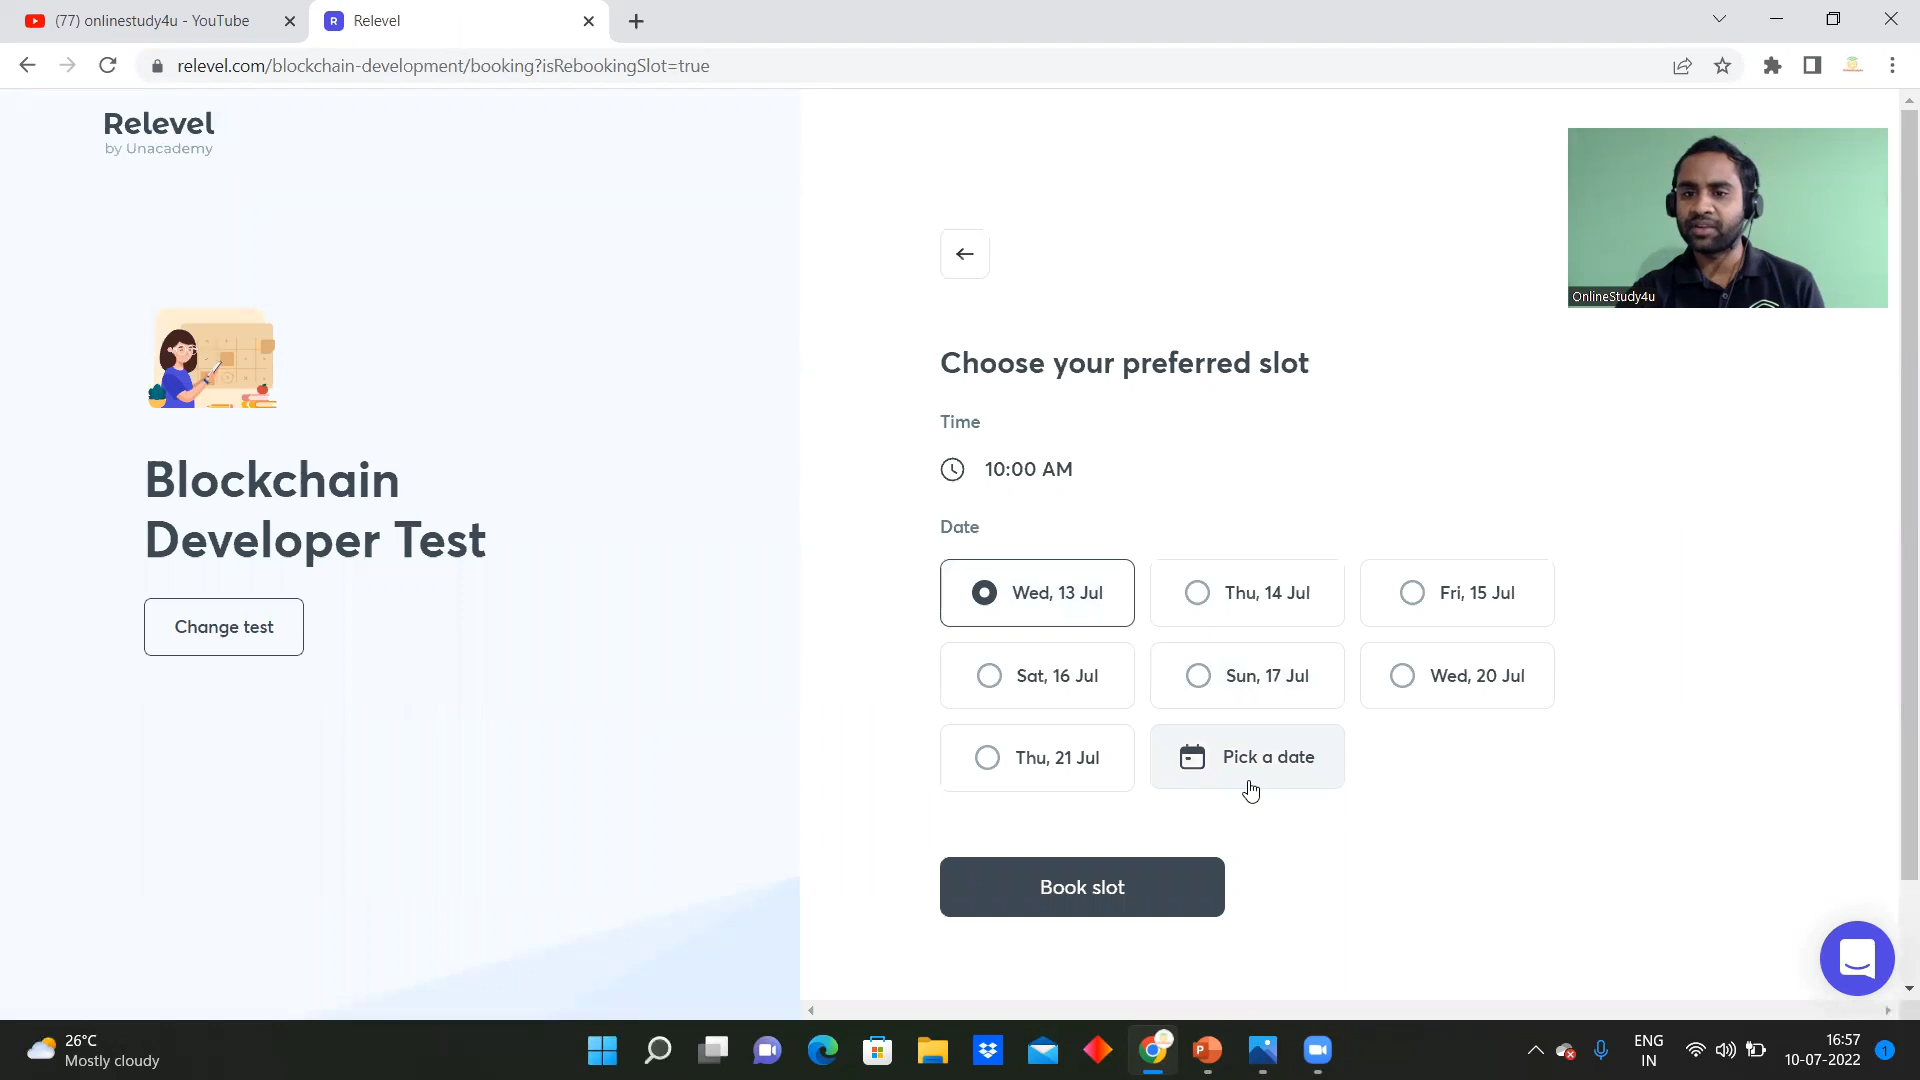 (77) onlinestudy4u - YouTube
R Relevel
relevel.com/blockchain-development/booking?isRebookingSlot=true
Relevel
by Unacademy
OnlineStudy4u
Choose your preferred slot
Time
10:00 AM
Date
Wed, 13 Jul
Thu, 14 Jul
Fri, 15 Jul
Sat, 16 Jul
Sun, 17 Jul
Wed, 20 Jul
Thu, 21 Jul
Pick a date
Book slot
Blockchain
Developer Test
Change test
26°C
Mostly cloudy
ENG
IN
16:57
10-07-2022
1